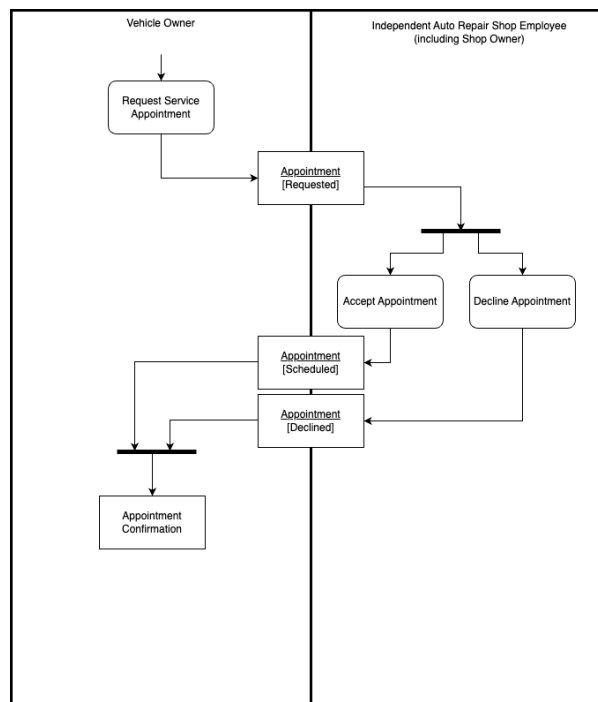 Vehicle Owner
Independent Auto Repair Shop Employee
(including Shop Owner)
Request Service
Appointment
Appointment
[Requested]
Accept Appointment
Decline Appointment
Appointment
[Scheduled]
Appointment
[Declined]
Appointment
Confirmation